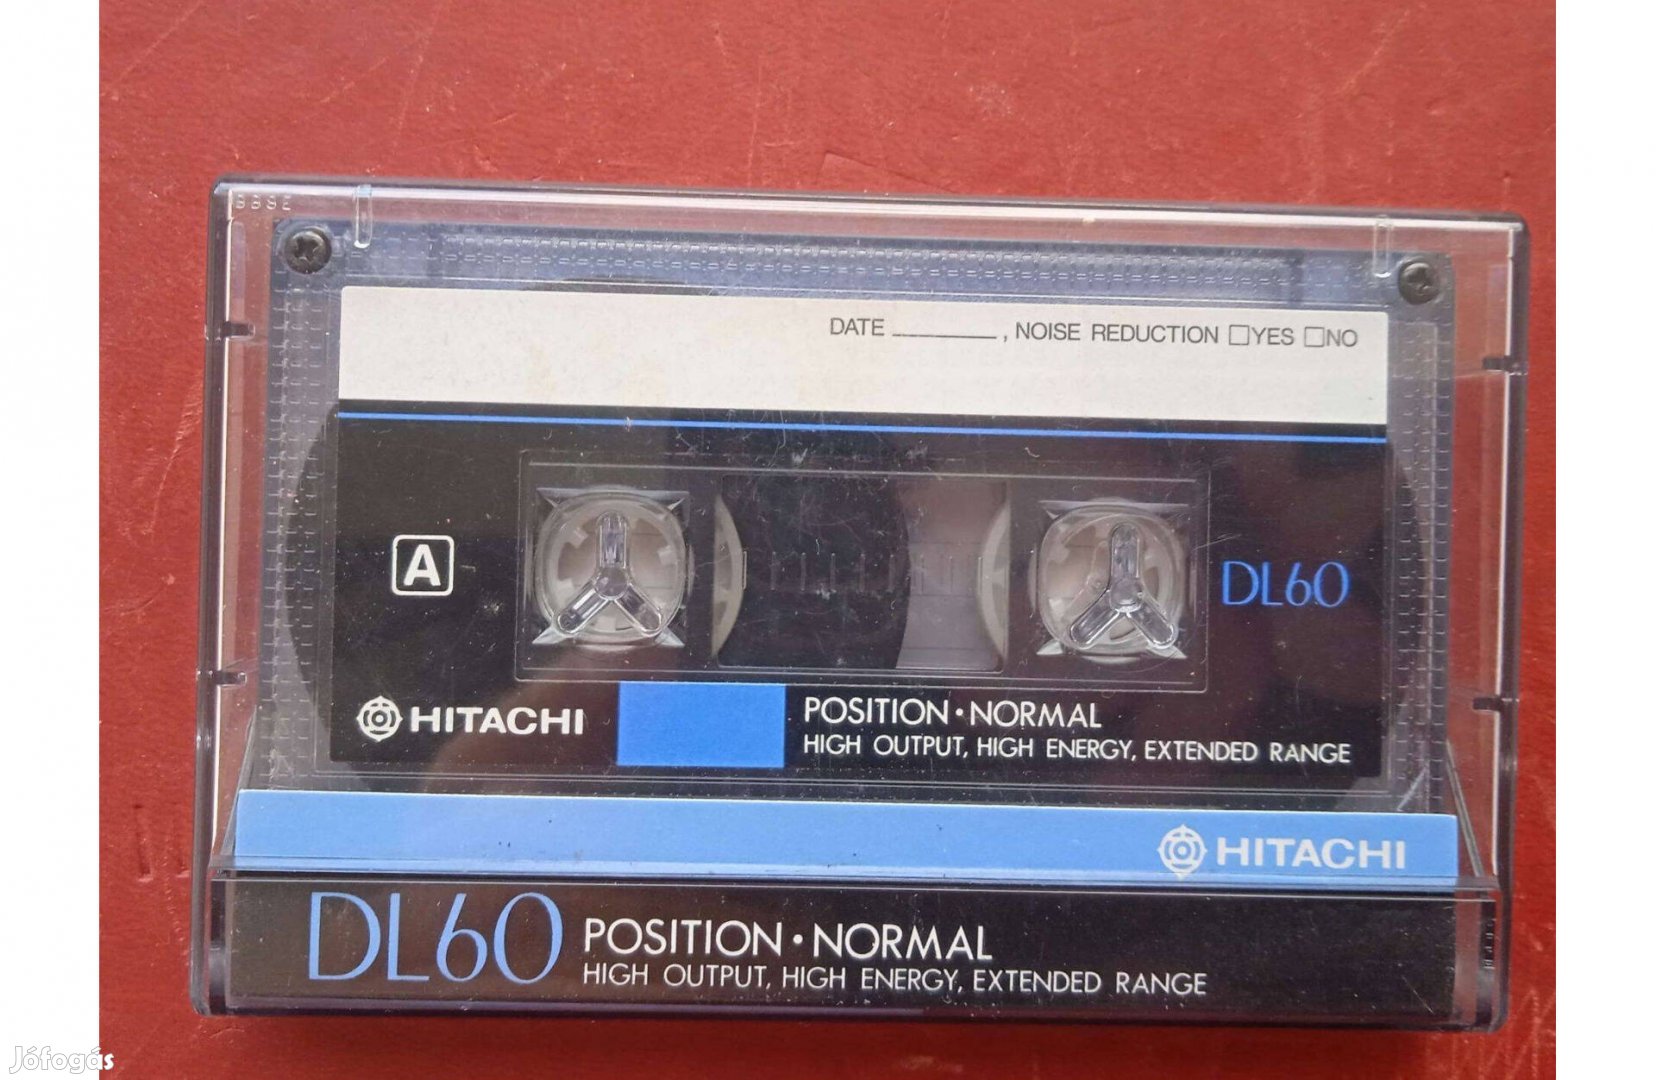 DATE ________, NOISE REDUCTION □YES □NO
A
DL60
HITACHI
POSITION・NORMAL
HIGH OUTPUT, HIGH ENERGY, EXTENDED RANGE
HITACHI
DL60 POSITION・NORMAL
HIGH OUTPUT, HIGH ENERGY, EXTENDED RANGE
Jófogás